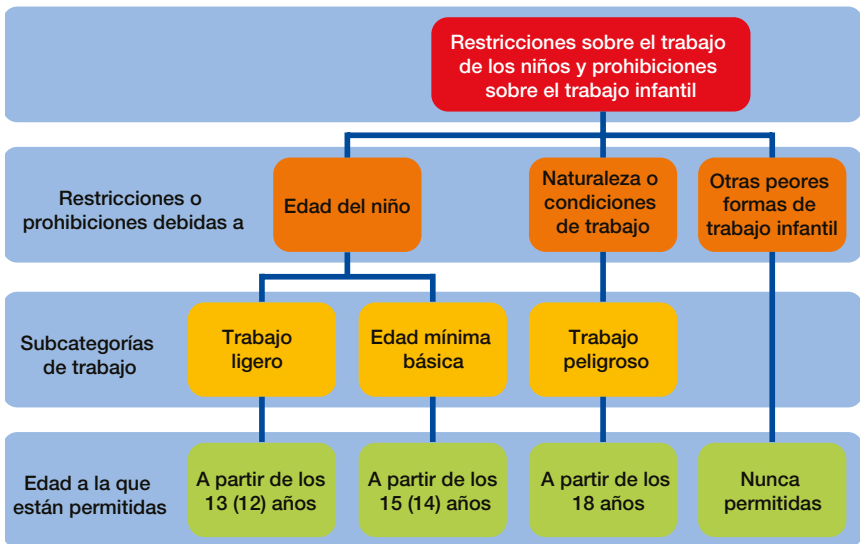 Restricciones sobre el trabajo
de los niños y prohibiciones
sobre el trabajo infantil
Restricciones o
prohibiciones debidas a
Edad del niño
Naturaleza o
condiciones
de trabajo
Otras peores
formas de
trabajo infantil
Subcategorías
de trabajo
Trabajo
ligero
Edad mínima
básica
Trabajo
peligroso
Edad a la que
están permitidas
A partir de los
13 (12) años
A partir de los
15 (14) años
A partir de los
18 años
Nunca
permitidas